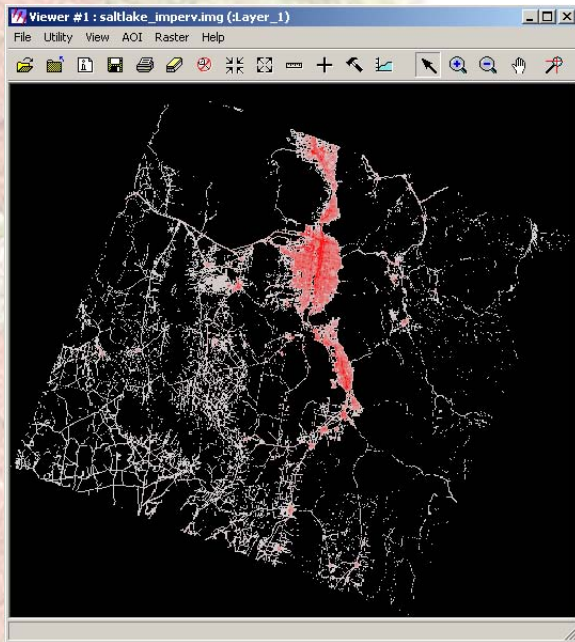 Viewer #1 : saltlake_imperv.img (:Layer_1)
File Utility View AOI Raster Help